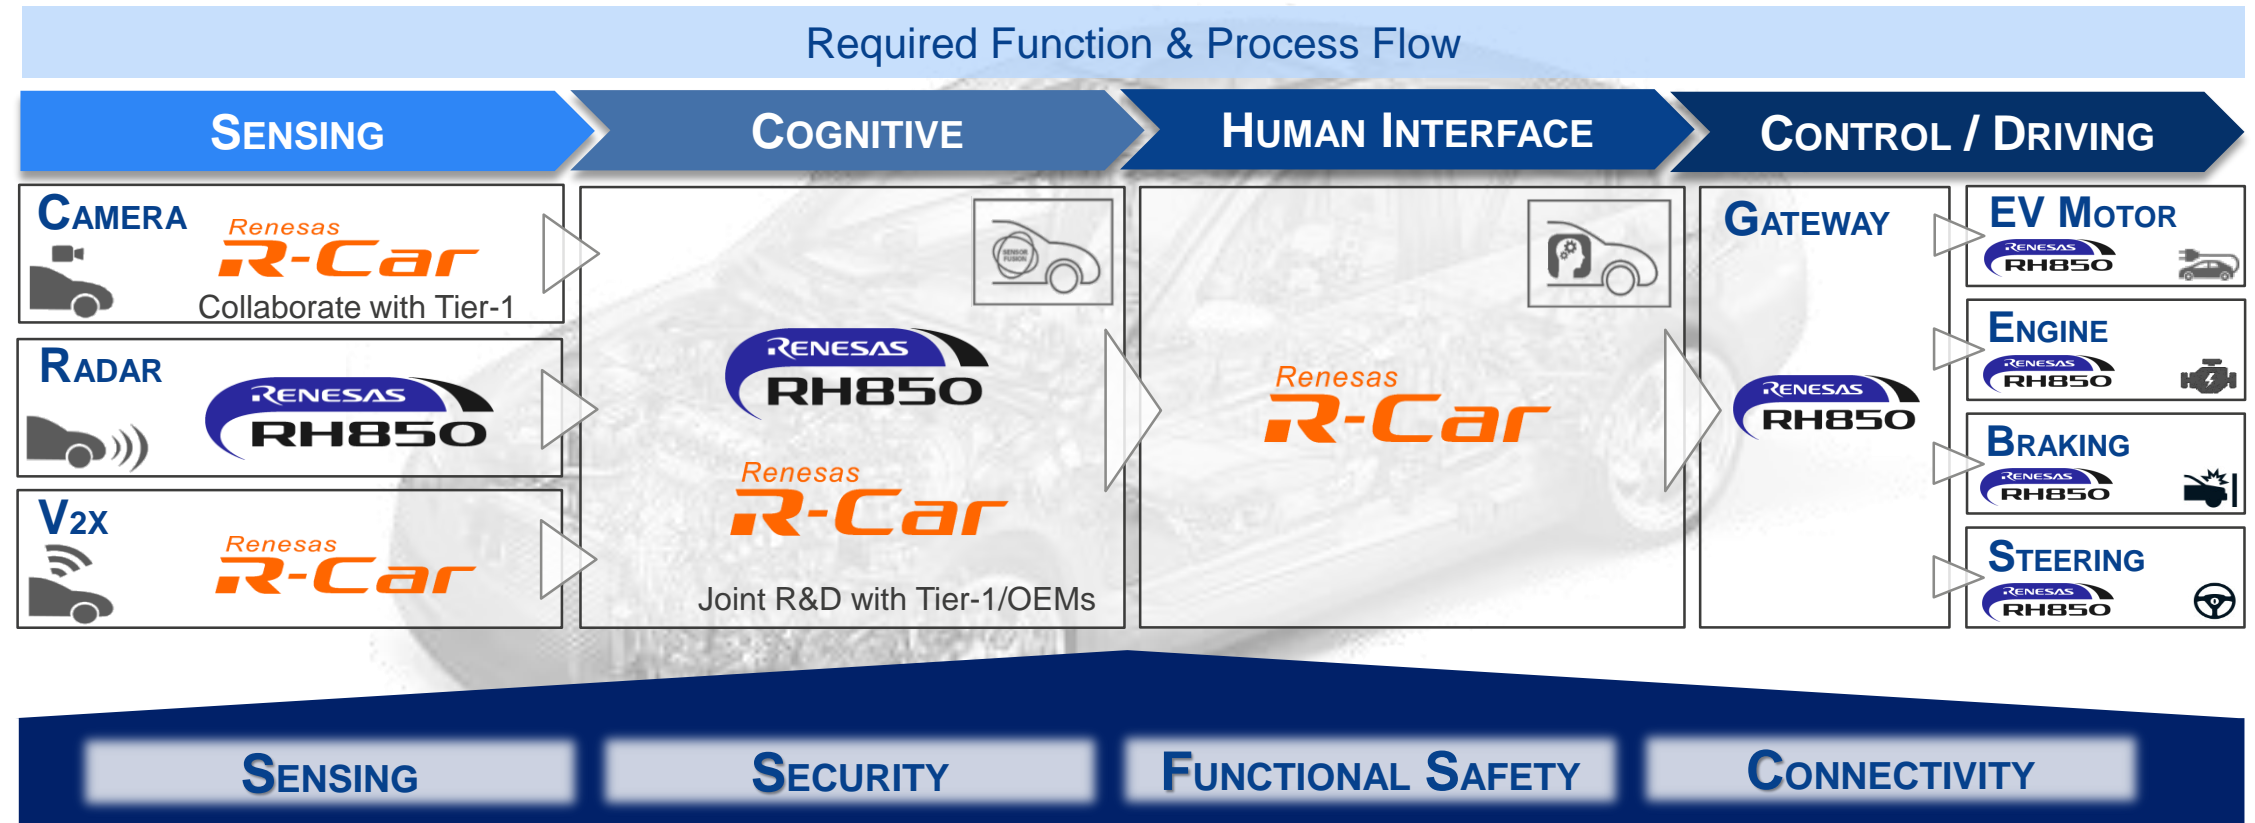 Required Function & Process Flow
SENSING
COGNITIVE
HUMAN INTERFACE
CONTROL / DRIVING
CAMERA
Renesas
R-Car
Collaborate with Tier-1
RADAR
RENESAS
RH850
V2X
Renesas
R-Car
SENSOR
FUSION
RENESAS
RH850
Renesas
R-Car
Joint R&D with Tier-1/OEMs
Renesas
R-Car
GATEWAY
RENESAS
RH850
EV MOTOR
RENESAS
RH850
ENGINE
RENESAS
RH850
BRAKING
RENESAS
RH850
STEERING
RENESAS
RH850
SENSING
SECURITY
FUNCTIONAL SAFETY
CONNECTIVITY